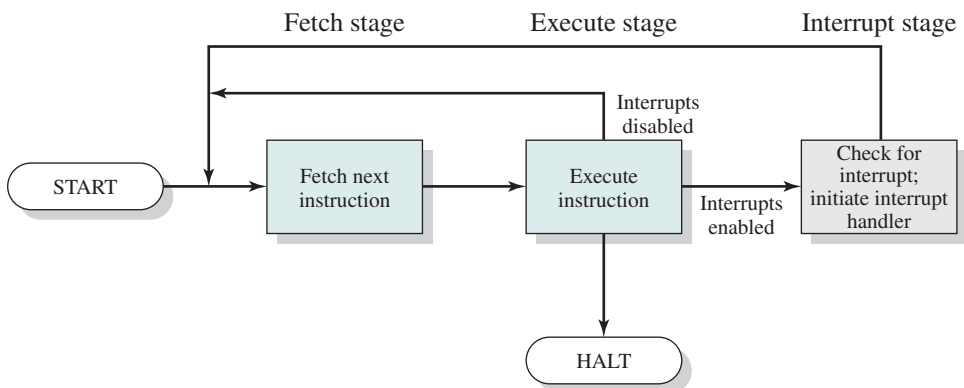 Fetch stage
Execute stage
Interrupt stage
Interrupts
disabled
START
Fetch next
instruction
Execute
instruction
Interrupts
enabled
Check for
interrupt;
initiate interrupt
handler
HALT